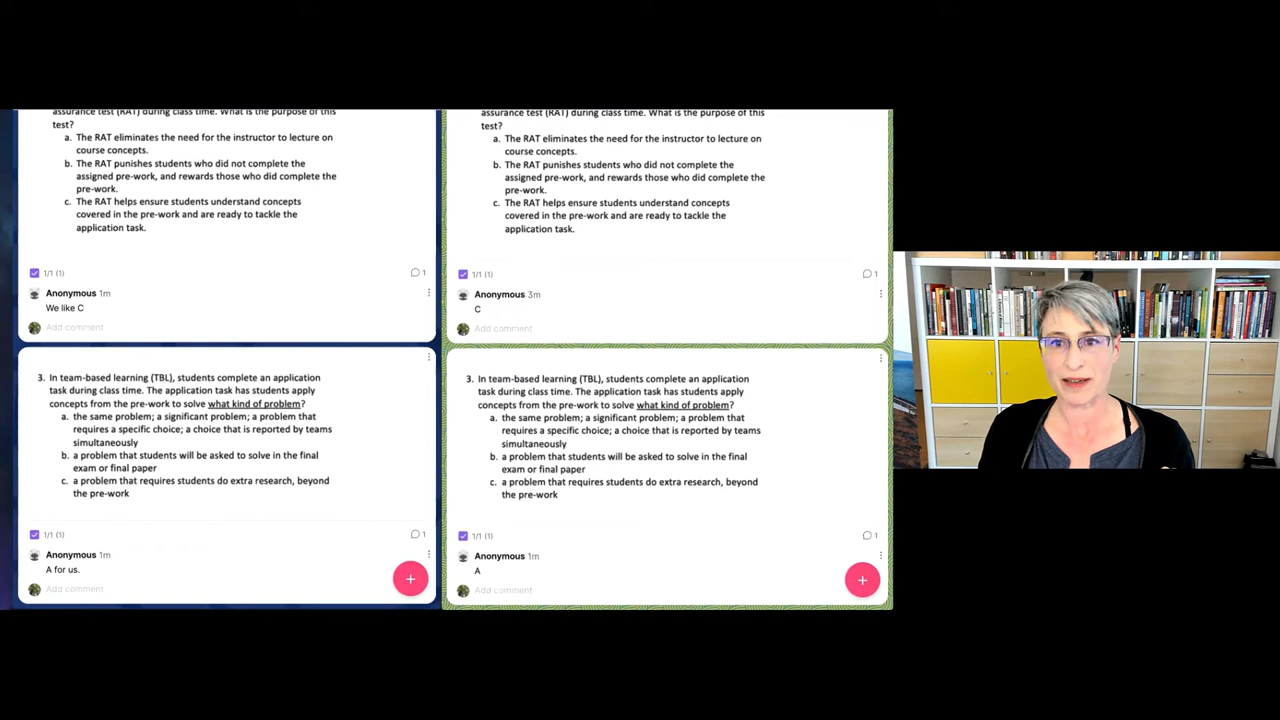 assurance test (RAT) during class time. What is the purpose of this
test?
a. The RAT eliminates the need for the instructor to lecture on
course concepts.
b. The RAT punishes students who did not complete the
assigned pre-work, and rewards those who did complete the
pre-work.
c. The RAT helps ensure students understand concepts
covered in the pre-work and are ready to tackle the
application task.
1/1 (1)
1
Anonymous 1m
We like C
Add comment
3. In team-based learning (TBL), students complete an application
task during class time. The application task has students apply
concepts from the pre-work to solve what kind of problem?
a. the same problem; a significant problem; a problem that
requires a specific choice; a choice that is reported by teams
simultaneously
b. a problem that students will be asked to solve in the final
exam or final paper
c. a problem that requires students do extra research, beyond
the pre-work
1/1 (1)
1
Anonymous 1m
A for us.
Add comment
assurance test (RAT) during class time. What is the purpose of this
test?
a. The RAT eliminates the need for the instructor to lecture on
course concepts.
b. The RAT punishes students who did not complete the
assigned pre-work, and rewards those who did complete the
pre-work.
c. The RAT helps ensure students understand concepts
covered in the pre-work and are ready to tackle the
application task.
1/1 (1)
1
Anonymous 3m
C
Add comment
3. In team-based learning (TBL), students complete an application
task during class time. The application task has students apply
concepts from the pre-work to solve what kind of problem?
a. the same problem; a significant problem; a problem that
requires a specific choice; a choice that is reported by teams
simultaneously
b. a problem that students will be asked to solve in the final
exam or final paper
c. a problem that requires students do extra research, beyond
the pre-work
1/1 (1)
1
Anonymous 1m
A
Add comment